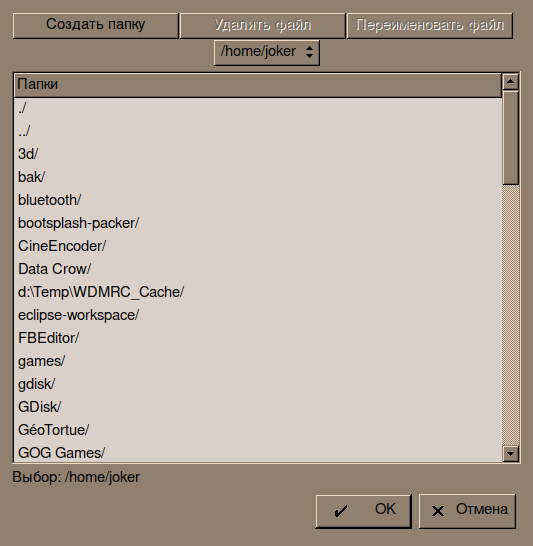 Создать папку Удалить файл Переименовать файл
/home/joker
Папки
./
../
3d/
bak/
bluetooth/
bootsplash-packer/
CineEncoder/
Data Crow/
d:\Temp\WDMRC_Cache/
eclipse-workspace/
FBEditor/
games/
gdisk/
GDisk/
GéoTortue/
GOG Games/
Выбор: /home/joker
OK Отмена